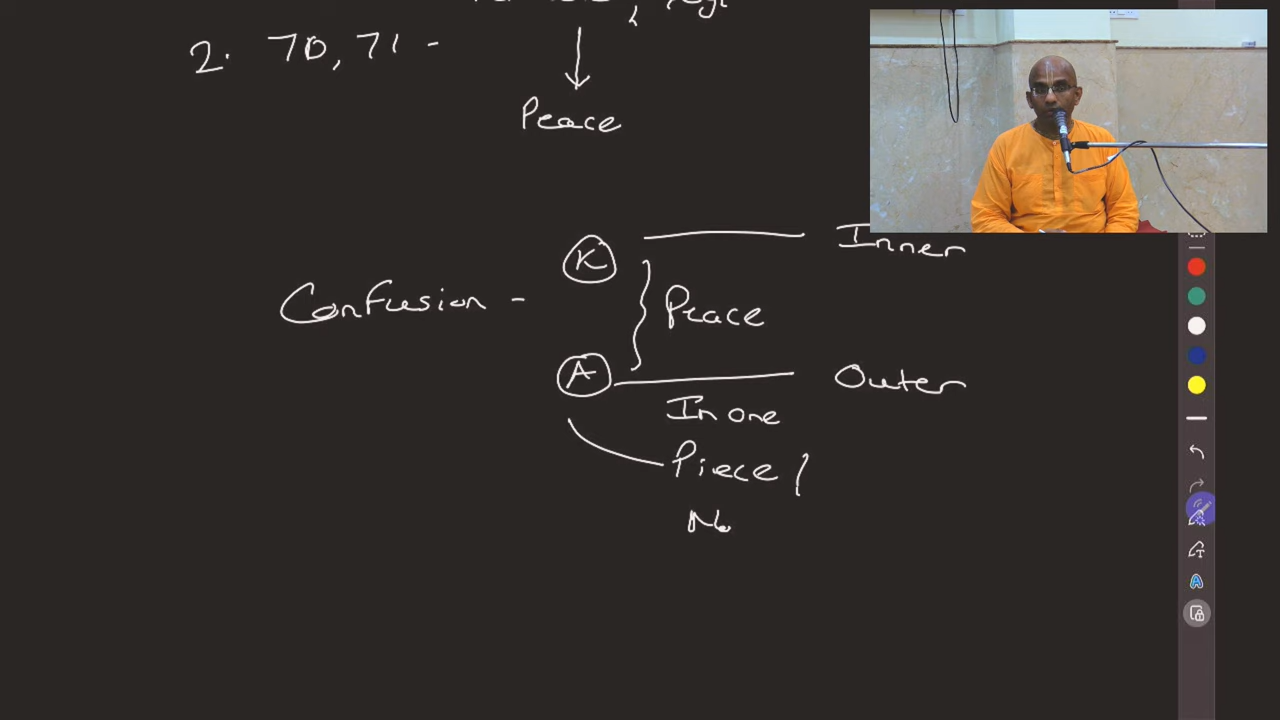 2. 70, 71 -
Peace
K Inner
Confusion - Peace
A Outer
In one
Piece /
No